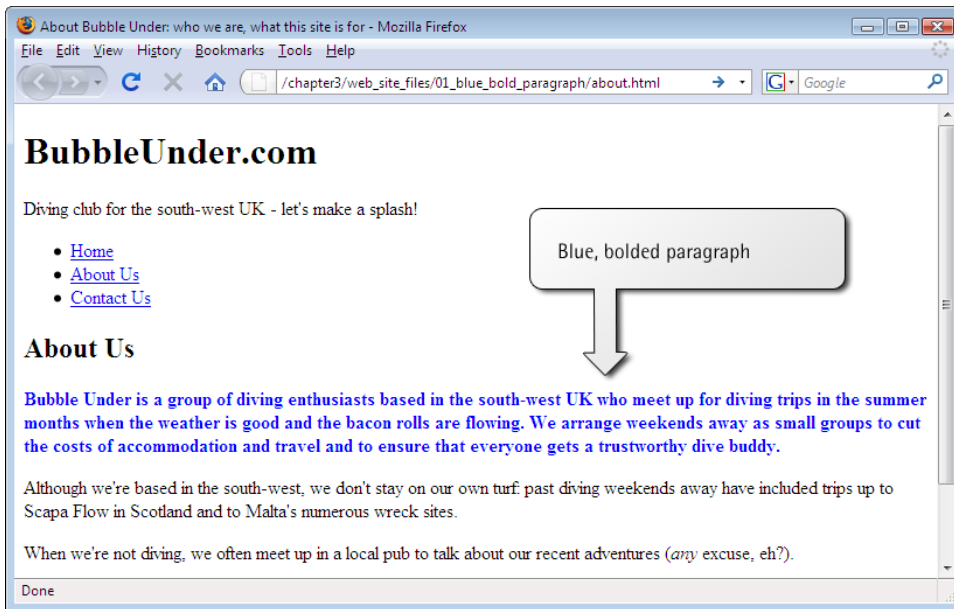 About Bubble Under: who we are, what this site is for - Mozilla Firefox
File Edit View History Bookmarks Tools Help
/chapter3/web_site_files/01_blue_bold_paragraph/about.html
G Google
BubbleUnder.com
Diving club for the south-west UK - let's make a splash!
Blue, bolded paragraph
• Home
• About Us
• Contact Us
About Us
Bubble Under is a group of diving enthusiasts based in the south-west UK who meet up for diving trips in the summer
months when the weather is good and the bacon rolls are flowing. We arrange weekends away as small groups to cut
the costs of accommodation and travel and to ensure that everyone gets a trustworthy dive buddy.
Although we're based in the south-west, we don't stay on our own turf: past diving weekends away have included trips up to
Scapa Flow in Scotland and to Malta's numerous wreck sites.
When we're not diving, we often meet up in a local pub to talk about our recent adventures (any excuse, eh?).
Done